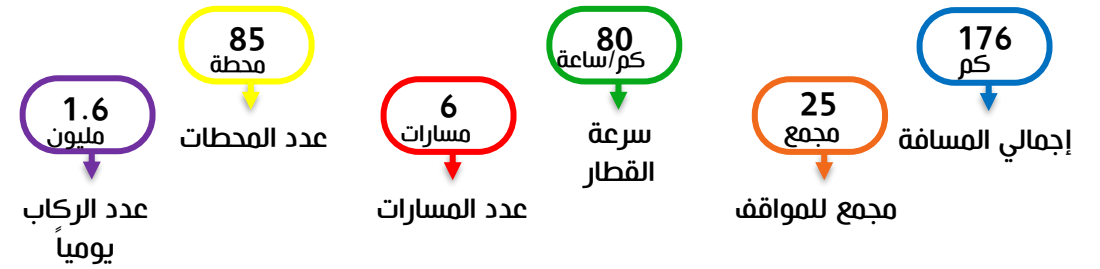 176
كم
إجمالي المسافة
25
مجمع
مجمع للمواقف
80
كم/ساعة
سرعة
القطار
6
مسارات
عدد المسارات
85
محطة
عدد المحطات
1.6
مليون
عدد الركاب
يومياً